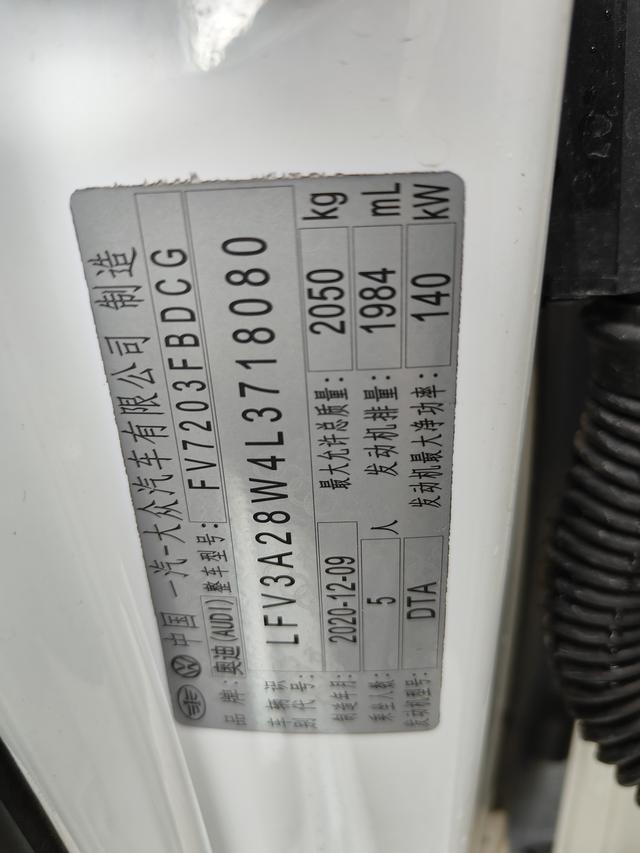 中国 一汽-大众汽车有限公司 制造
品 牌: 奥迪(AUDI) 整车型号: FV7203FBDCG
车辆识别代号: LFV3A28W4L3718080
制造年月: 2020-12-09 最大允许总质量: 2050 kg
乘坐人数: 5 人 发动机排量: 1984 mL
发动机型号: DTA 发动机最大净功率: 140 kW